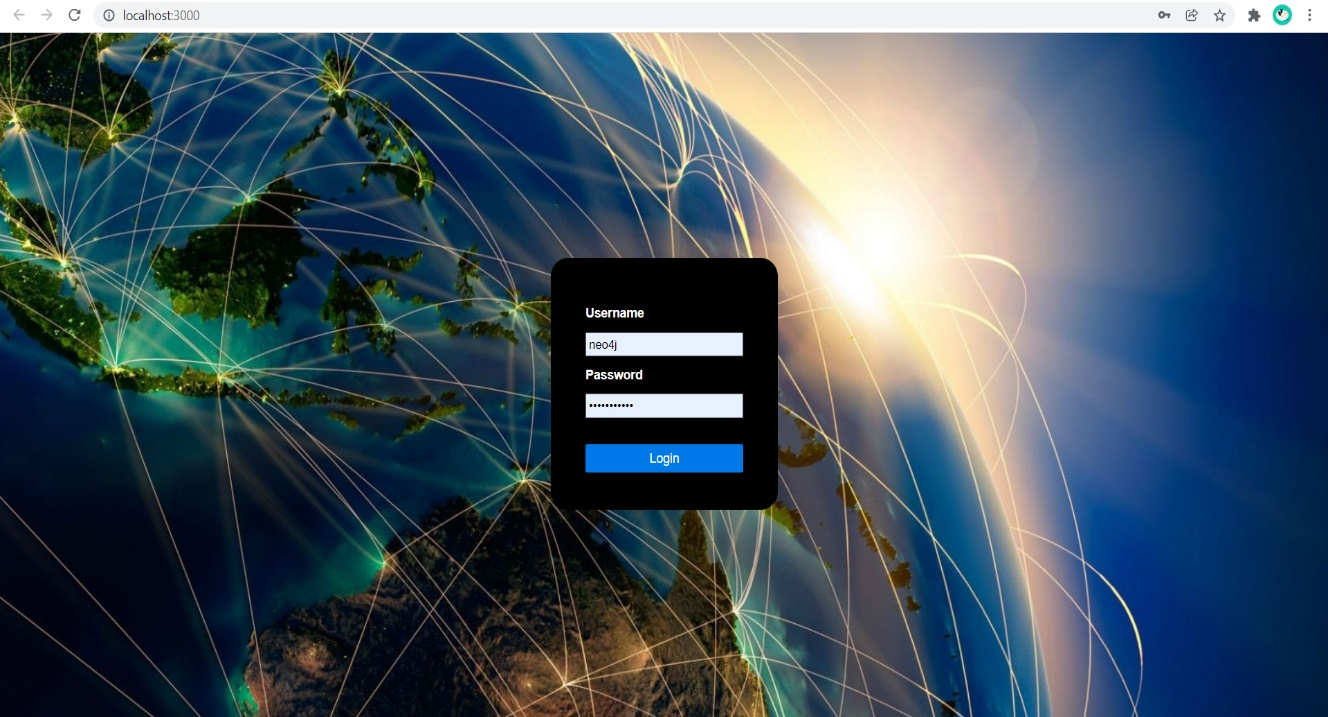 localhost:3000
Username
neo4j
Password
•••••••••••
Login